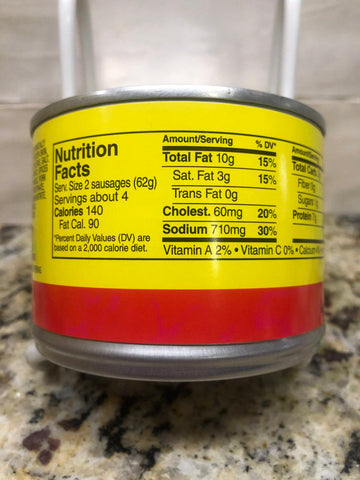 Nutrition
Facts
Serv. Size 2 sausages (62g)
Servings about 4
Calories 140
Fat Cal. 90
*Percent Daily Values (DV) are
based on a 2,000 calorie diet.
Amount/Serving % DV*
Total Fat 10g 15%
Sat. Fat 3g 15%
Trans Fat 0g
Cholest. 60mg 20%
Sodium 710mg 30%
Vitamin A 2% • Vitamin C 0% • Calcium
Amount/Serving
Total Carb.
Fiber 0g
Sugars
Protein